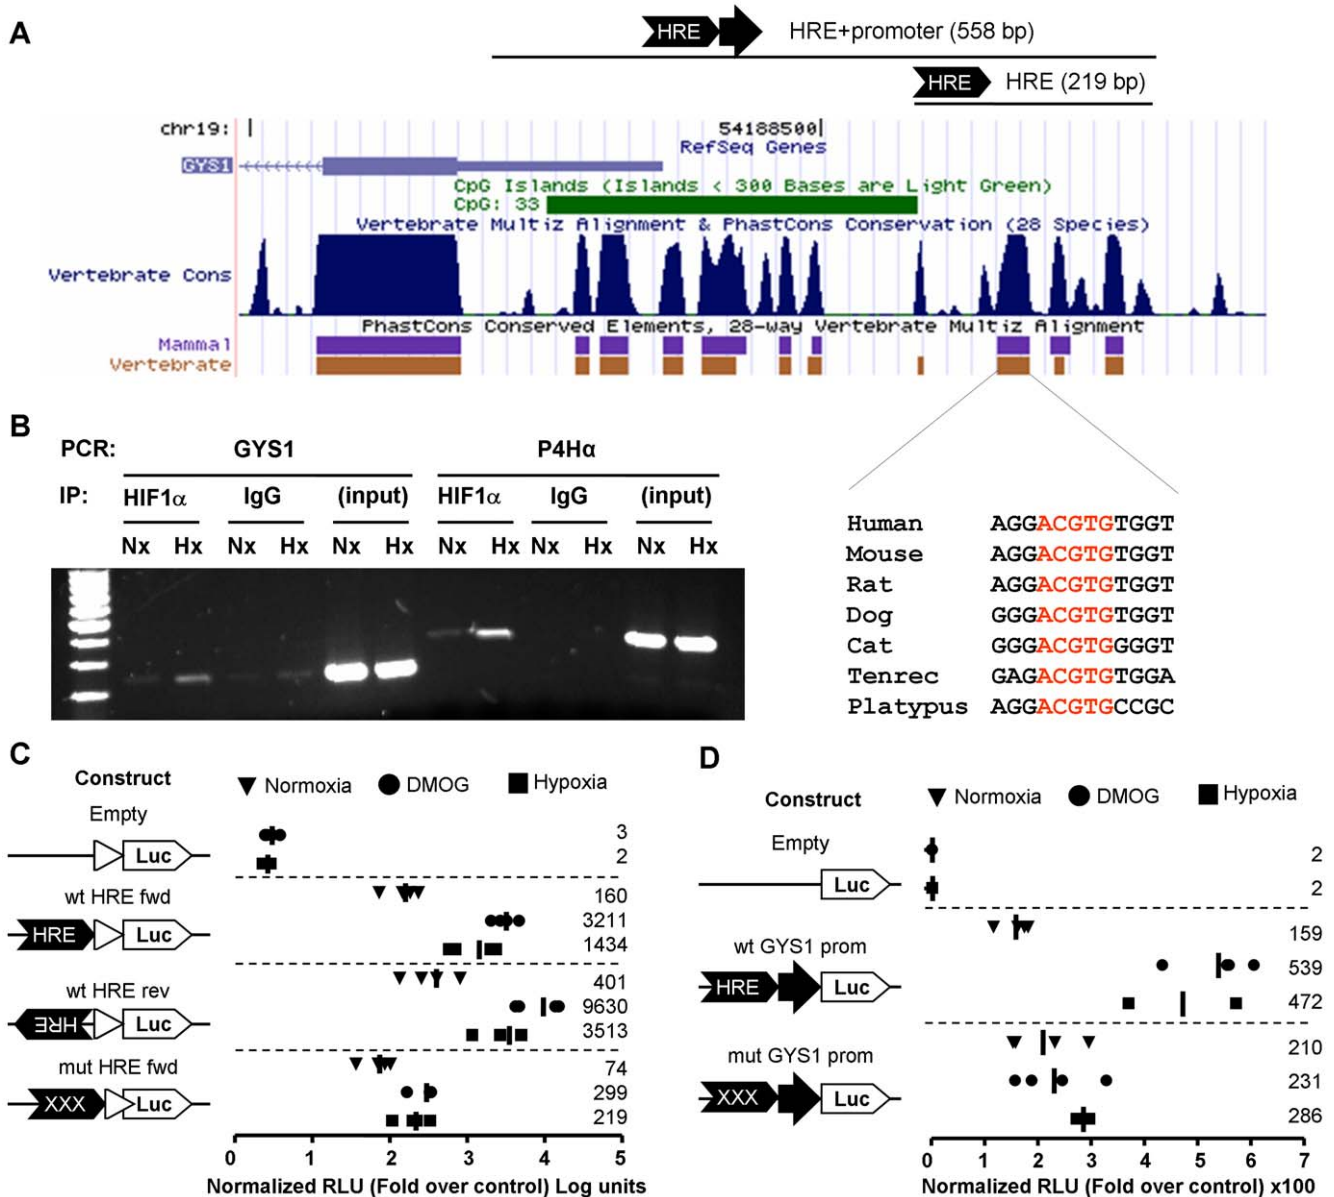 A
HRE HRE+promoter (558 bp)
HRE HRE (219 bp)
chr19: 54188500
RefSeq Genes
GYS1
CpG Islands (Islands < 300 Bases are Light Green)
CpG: 33
Vertebrate Multiz Alignment & PhastCons Conservation (28 Species)
Vertebrate Cons
PhastCons Conserved Elements, 28-way Vertebrate Multiz Alignment
Mammal
Vertebrate
B
PCR: GYS1 P4Hα
IP: HIF1α IgG (input) HIF1α IgG (input)
Nx Hx Nx Hx Nx Hx Nx Hx Nx Hx Nx Hx
Human AGGACGTGTGGT
Mouse AGGACGTGTGGT
Rat AGGACGTGTGGT
Dog GGGACGTGTGGT
Cat GGGACGTGGGGT
Tenrec GAGACGTGTGGA
Platypus AGGACGTGCCGC
C
Construct Normoxia DMOG Hypoxia
Empty
3
Luc 2
wt HRE fwd 160
HRE Luc 3211
1434
wt HRE rev 401
HRE Luc 9630
3513
mut HRE fwd 74
XXX Luc 299
219
0 1 2 3 4 5
Normalized RLU (Fold over control) Log units
D
Construct Normoxia DMOG Hypoxia
Empty 2
Luc 2
wt GYS1 prom 159
HRE Luc 539
472
mut GYS1 prom 210
XXX Luc 231
286
0 1 2 3 4 5 6 7
Normalized RLU (Fold over control) x100